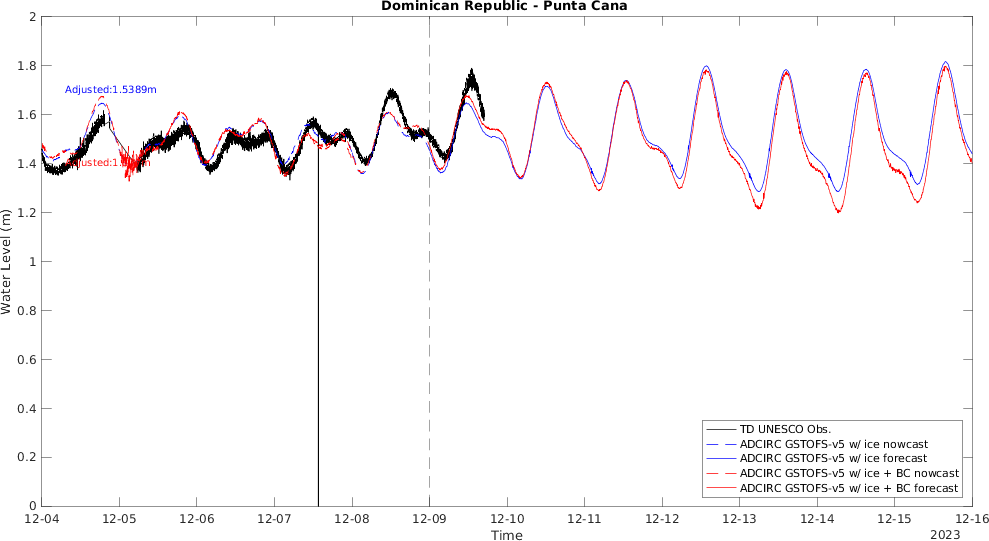 Dominican Republic - Punta Cana
Water Level (m)
2
1.8
1.6
1.4
1.2
1
0.8
0.6
0.4
0.2
0
Adjusted:1.5389m
TD UNESCO Obs.
ADCIRC GSTOFS-v5 w/ ice nowcast
ADCIRC GSTOFS-v5 w/ ice forecast
ADCIRC GSTOFS-v5 w/ ice + BC nowcast
ADCIRC GSTOFS-v5 w/ ice + BC forecast
12-04 12-05 12-06 12-07 12-08 12-09 12-10 12-11 12-12 12-13 12-14 12-15 12-16
Time
2023